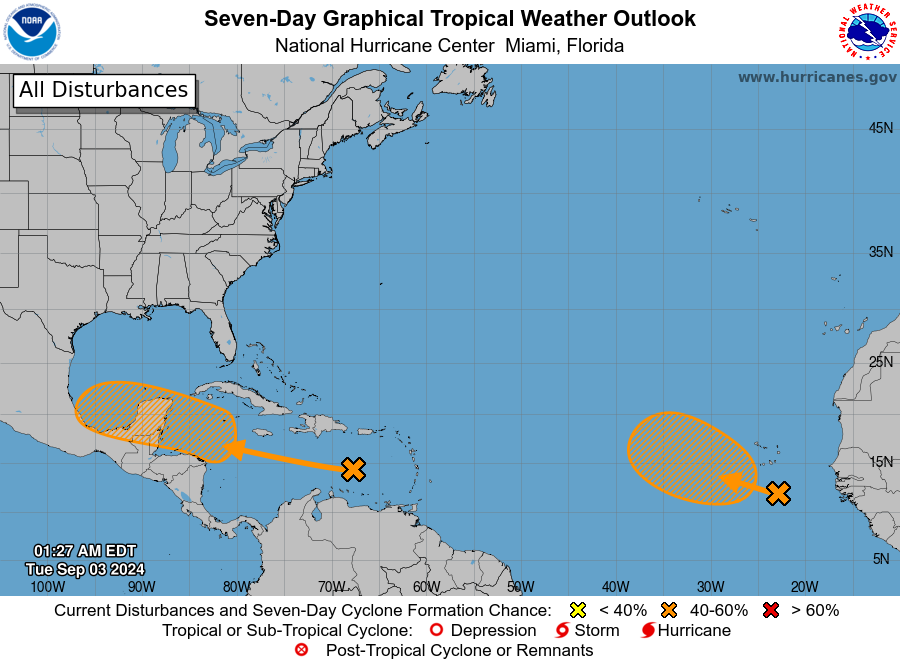 Seven-Day Graphical Tropical Weather Outlook
National Hurricane Center Miami, Florida
NOAA
NATIONAL WEATHER SERVICE
All Disturbances
www.hurricanes.gov
45N
35N
25N
15N
5N
01:27 AM EDT
Tue Sep 03 2024
100W 90W 80W 70W 60W 50W 40W 30W 20W
Current Disturbances and Seven-Day Cyclone Formation Chance: < 40% 40-60% > 60%
Tropical or Sub-Tropical Cyclone: Depression Storm Hurricane
Post-Tropical Cyclone or Remnants